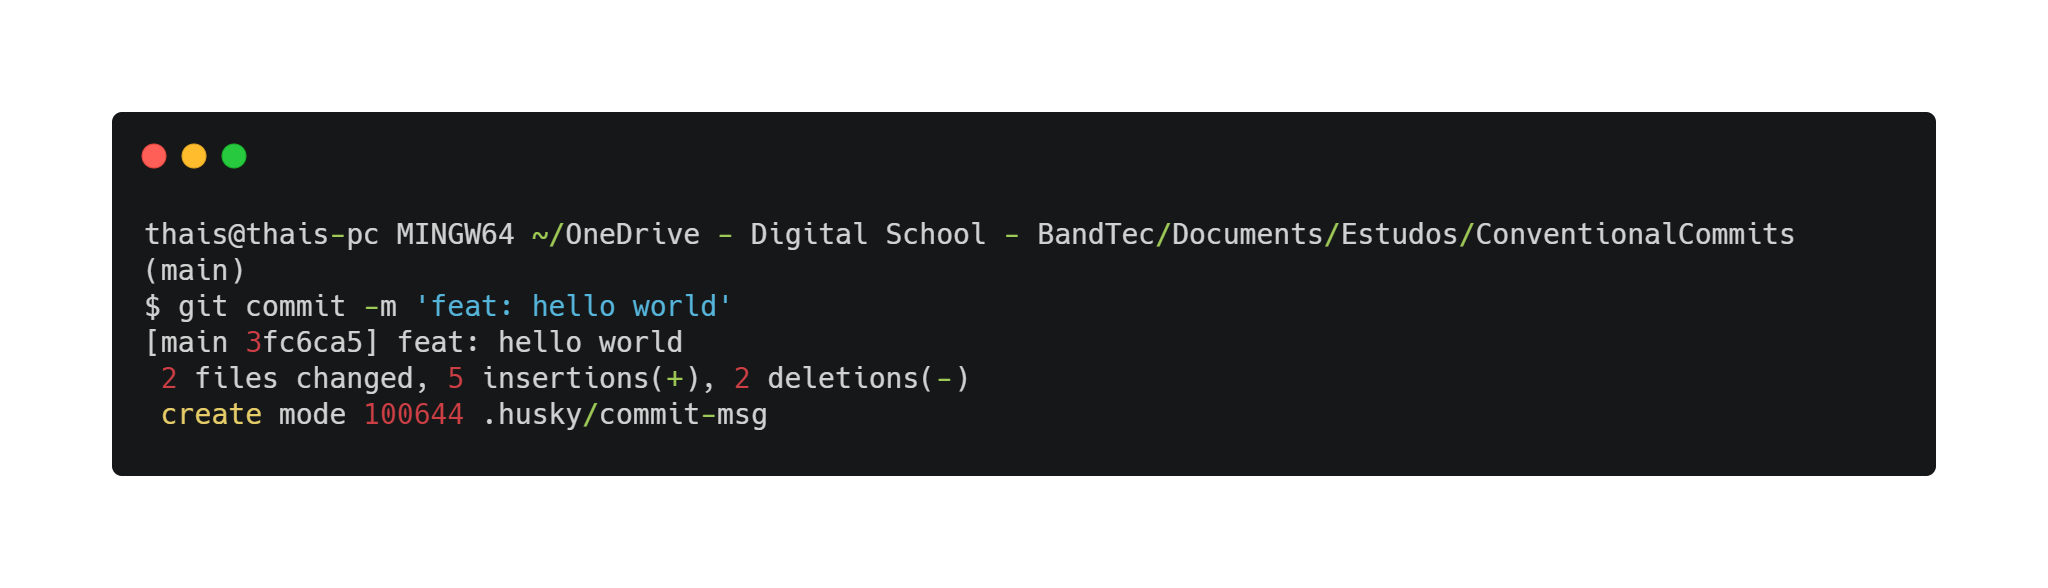 thais@thais-pc MINGW64 ~/OneDrive - Digital School - BandTec/Documents/Estudos/ConventionalCommits
(main)
$ git commit -m 'feat: hello world'
[main 3fc6ca5] feat: hello world
 2 files changed, 5 insertions(+), 2 deletions(-)
 create mode 100644 .husky/commit-msg